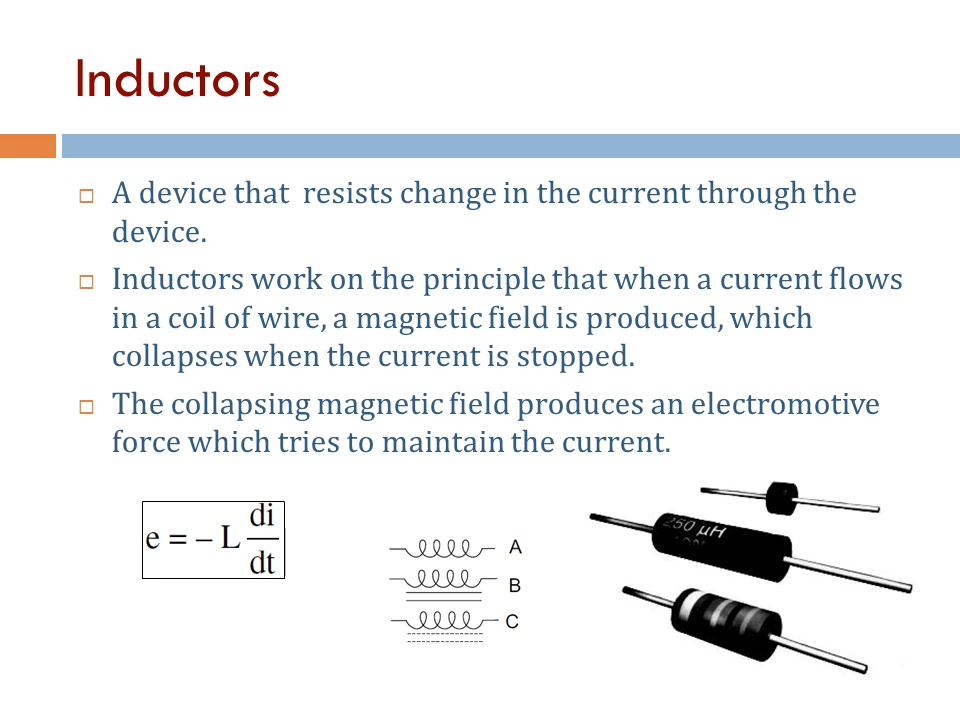 Inductors
A device that  resists change in the current through the
device.
Inductors work on the principle that when a current flows
in a coil of wire, a magnetic field is produced, which
collapses when the current is stopped.
The collapsing magnetic field produces an electromotive
force which tries to maintain the current.
e = – L di/dt
A
B
C
250 µH